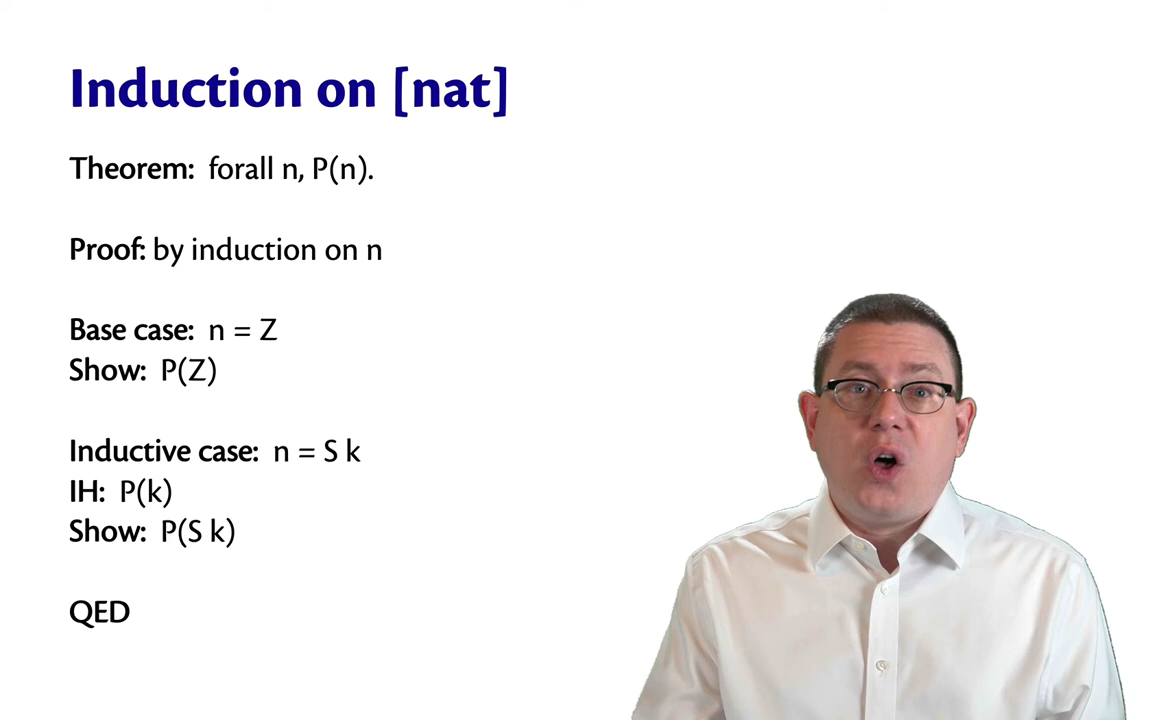 Induction on [nat]
Theorem: forall n, P(n).
Proof: by induction on n
Base case: n = Z
Show: P(Z)
Inductive case: n = S k
IH: P(k)
Show: P(S k)
QED